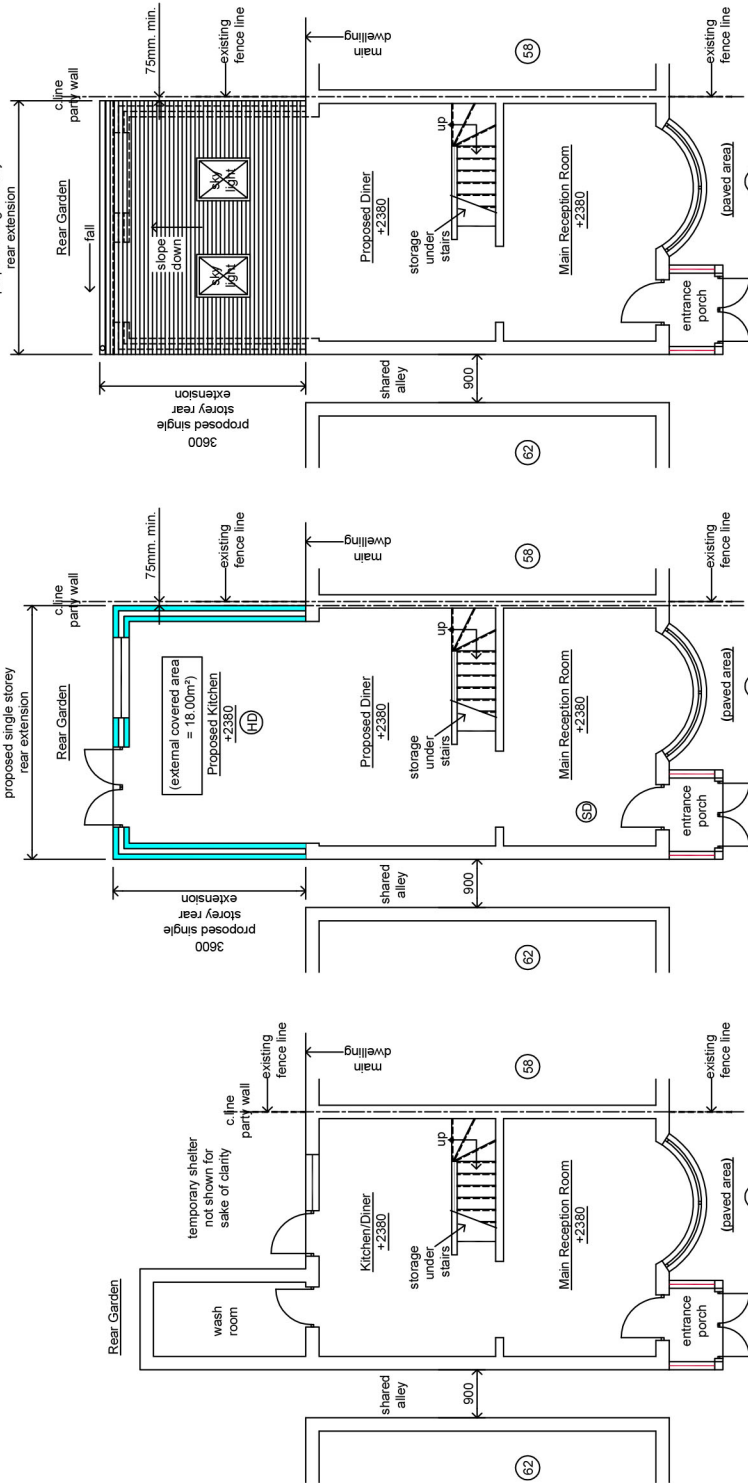 Rear Garden
temporary shelter
not shown for
sake of clarity
c.line
party wall
existing
fence line
wash
room
main
dwelling
Kitchen/Diner
+2380
up
storage
under
stairs
shared
alley
900
62
58
Main Reception Room
+2380
entrance
porch
existing
fence line
(paved area)
proposed single storey
rear extension
Rear Garden
c.line
party wall
75mm. min.
existing
fence line
(external covered area
= 18.00m²)
Proposed Kitchen
+2380
HD
3600
proposed single
storey rear
extension
main
dwelling
Proposed Diner
+2380
up
storage
under
stairs
shared
alley
900
62
58
Main Reception Room
+2380
SD
entrance
porch
existing
fence line
(paved area)
rear extension
Rear Garden
fall
c.line
party wall
75mm. min.
existing
fence line
slope
down
sky
light
sky
light
3600
proposed single
storey rear
extension
main
dwelling
Proposed Diner
+2380
up
storage
under
stairs
shared
alley
900
62
58
Main Reception Room
+2380
entrance
porch
existing
fence line
(paved area)